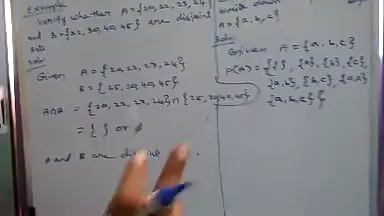 Example
Verify whether A = {20, 22, 23, 24}
and B = {25, 30, 40, 45} are disjoint
sets
Soln:
Given A = {20, 22, 23, 24}
B = {25, 30, 40, 45}
A∩B = {20, 22, 23, 24} ∩ {25, 30, 40, 45}
= { } or ∅
A and B are disjoint
write down
A = {a, b, c}
Soln:
Given A = {a, b, c}
P(A) = { { }, {a}, {b}, {c}
{a, b}, {b, c}, {a, c}
{a, b, c} }